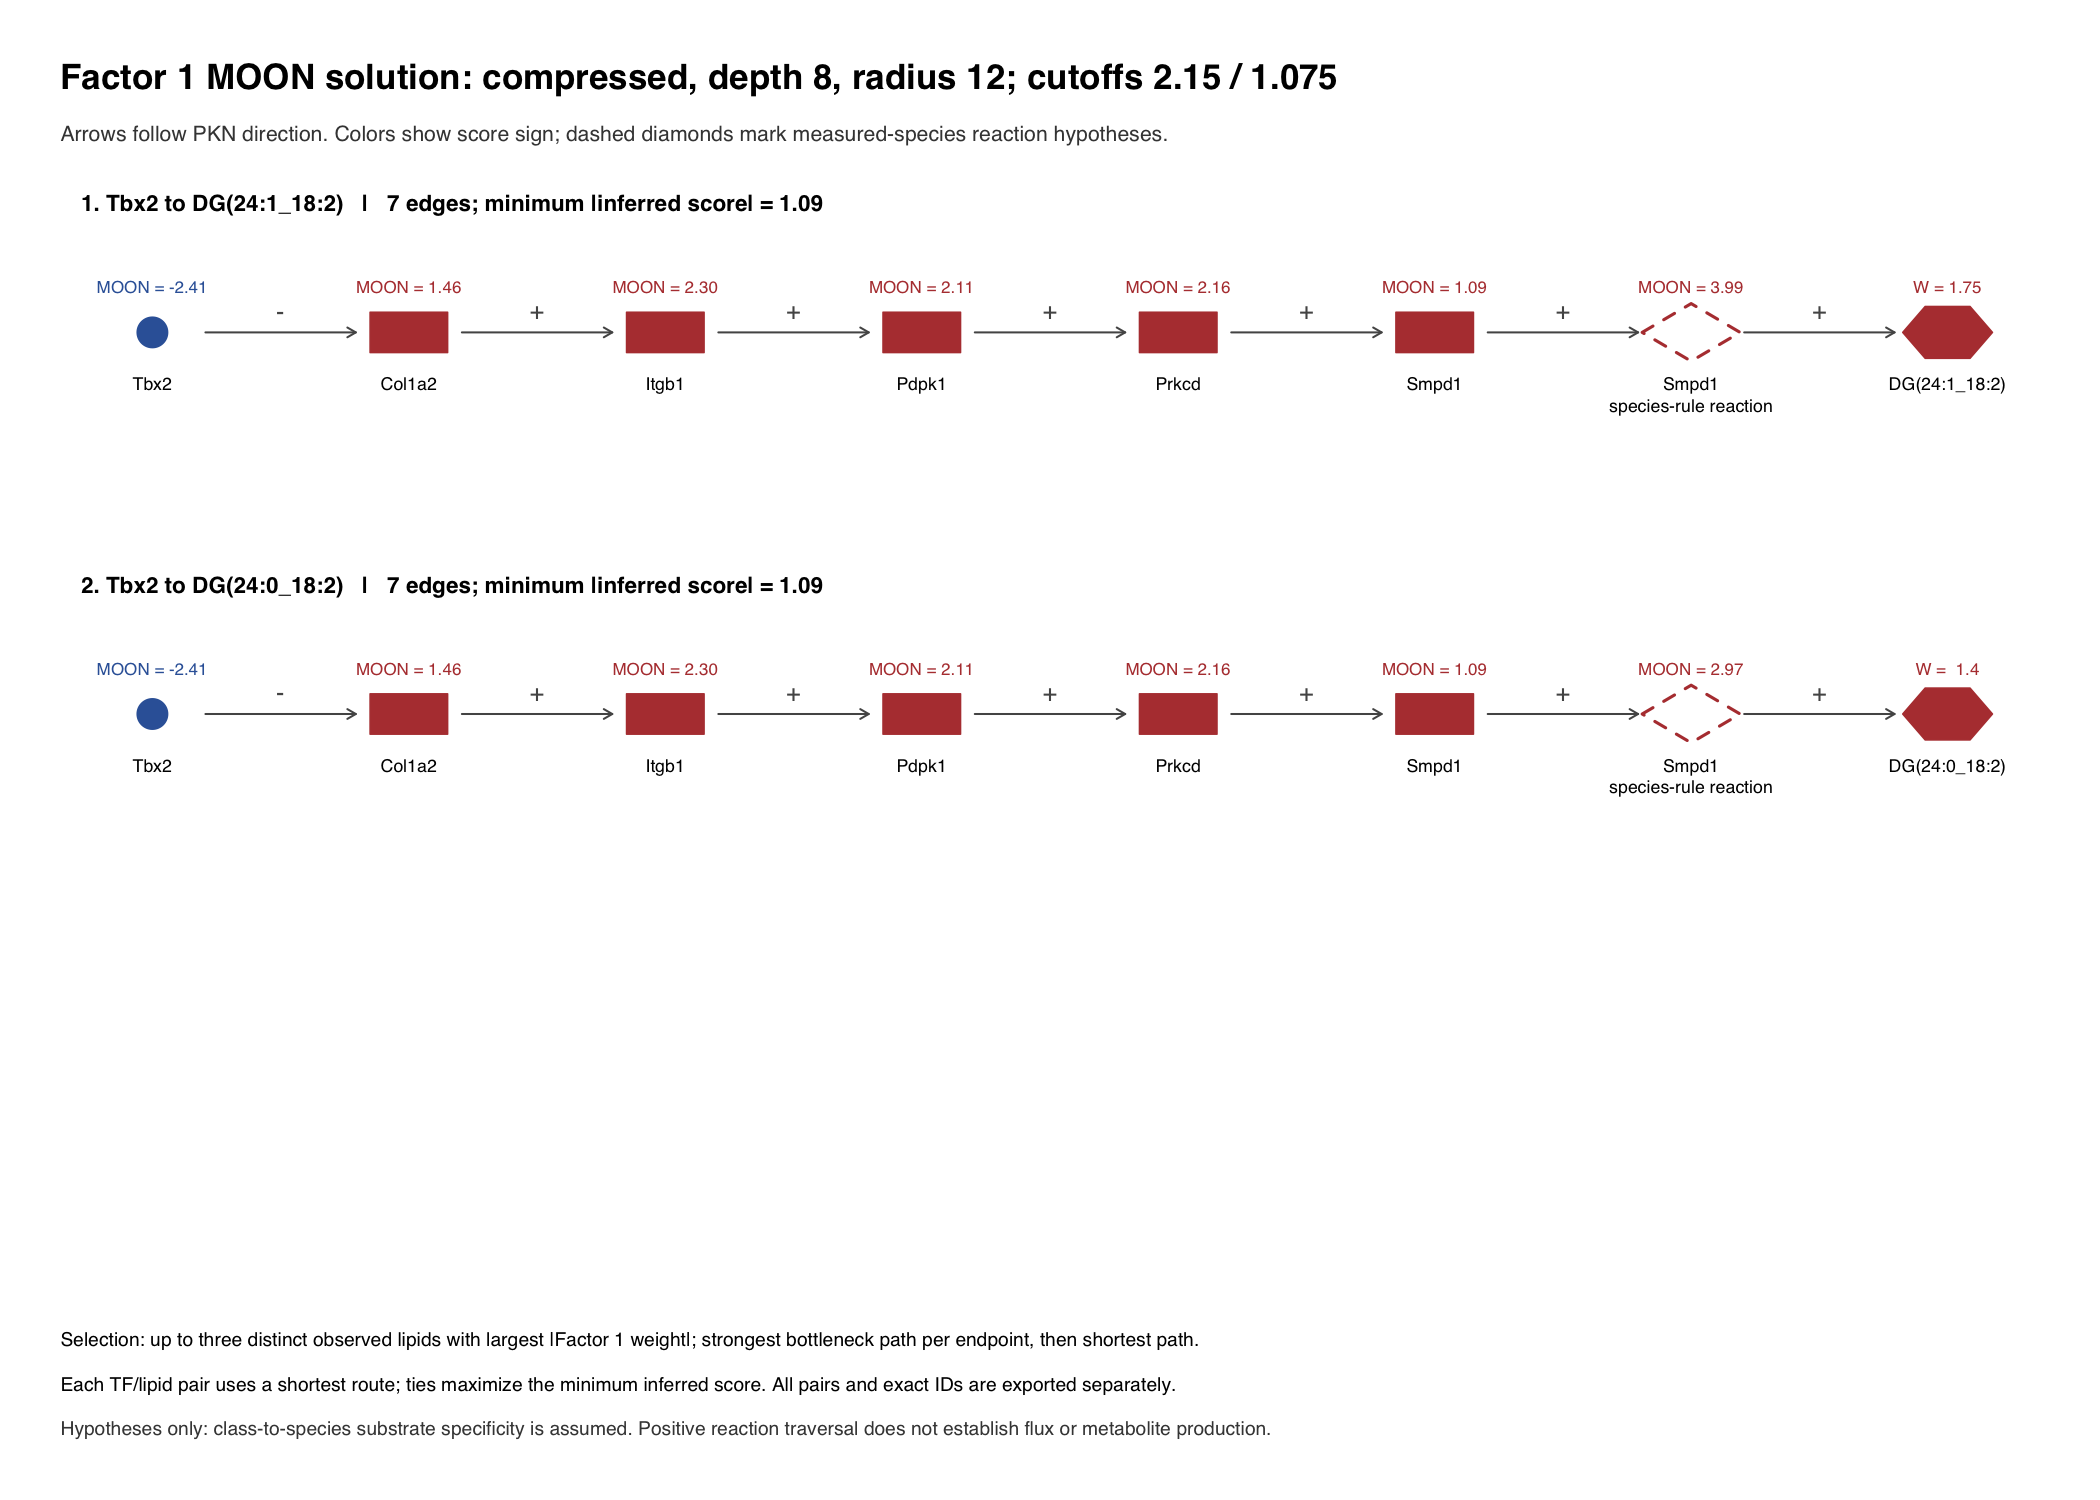 Factor 1 MOON solution: compressed, depth 8, radius 12; cutoffs 2.15 / 1.075
Arrows follow PKN direction. Colors show score sign; dashed diamonds mark measured-species reaction hypotheses.
1. Tbx2 to DG(24:1_18:2) | 7 edges; minimum |inferred score| = 1.09
MOON = -2.41 MOON = 1.46 MOON = 2.30 MOON = 2.11 MOON = 2.16 MOON = 1.09 MOON = 3.99 W = 1.75
- + + + + + +
Tbx2 Col1a2 Itgb1 Pdpk1 Prkcd Smpd1 Smpd1 DG(24:1_18:2)
species-rule reaction
2. Tbx2 to DG(24:0_18:2) | 7 edges; minimum |inferred score| = 1.09
MOON = -2.41 MOON = 1.46 MOON = 2.30 MOON = 2.11 MOON = 2.16 MOON = 1.09 MOON = 2.97 W = 1.4
- + + + + + +
Tbx2 Col1a2 Itgb1 Pdpk1 Prkcd Smpd1 Smpd1 DG(24:0_18:2)
species-rule reaction
Selection: up to three distinct observed lipids with largest |Factor 1 weight|; strongest bottleneck path per endpoint, then shortest path.
Each TF/lipid pair uses a shortest route; ties maximize the minimum inferred score. All pairs and exact IDs are exported separately.
Hypotheses only: class-to-species substrate specificity is assumed. Positive reaction traversal does not establish flux or metabolite production.